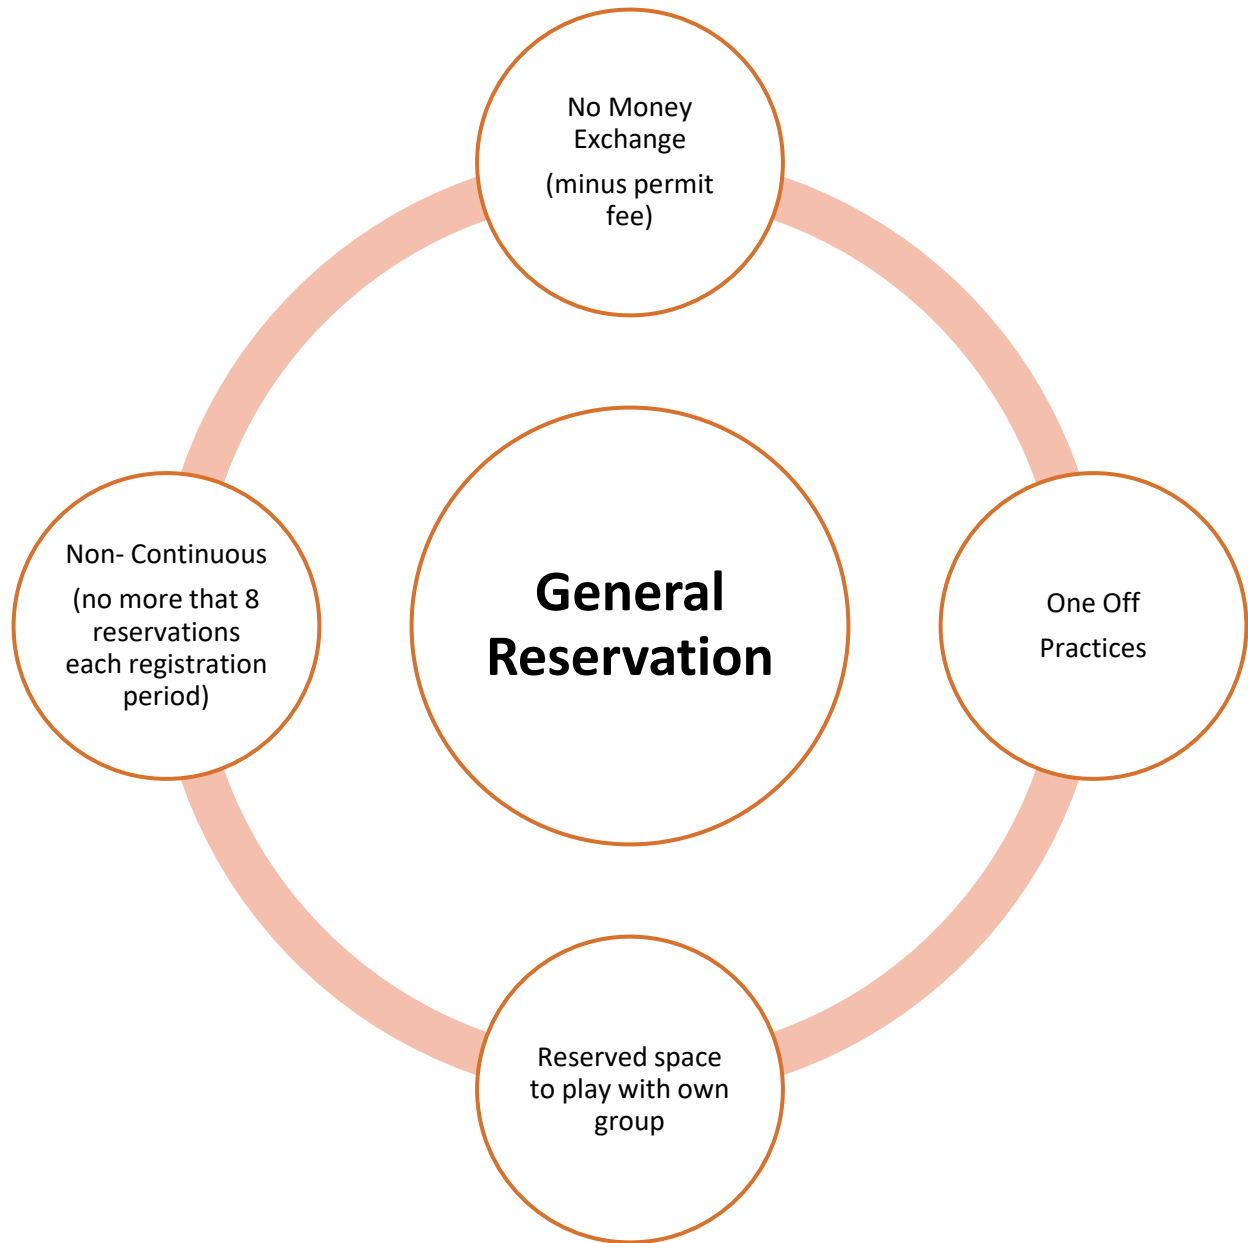 No Money
Exchange
(minus permit
fee)
Non- Continuous
(no more that 8
reservations
each registration
period)
General
Reservation
One Off
Practices
Reserved space
to play with own
group